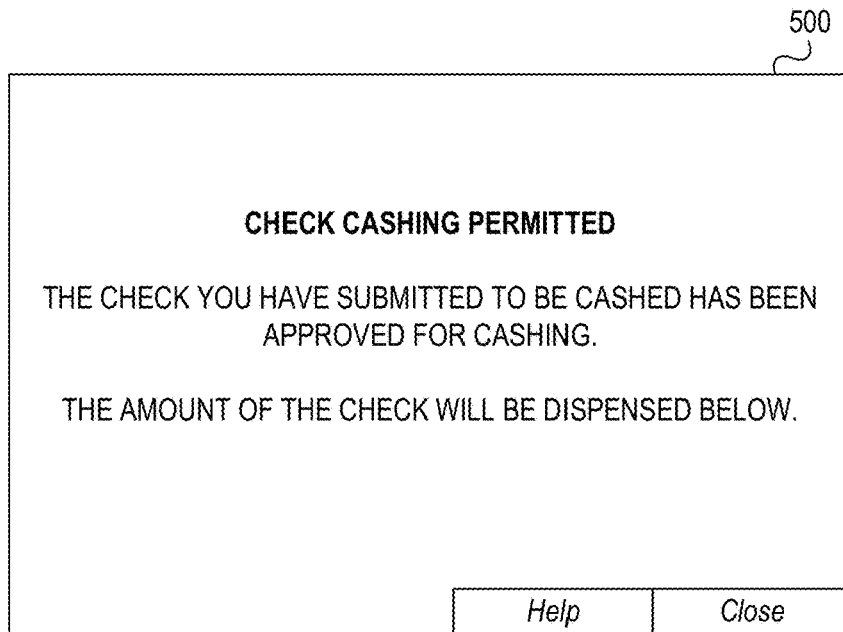 500
CHECK CASHING PERMITTED
THE CHECK YOU HAVE SUBMITTED TO BE CASHED HAS BEEN
APPROVED FOR CASHING.
THE AMOUNT OF THE CHECK WILL BE DISPENSED BELOW.
Help Close